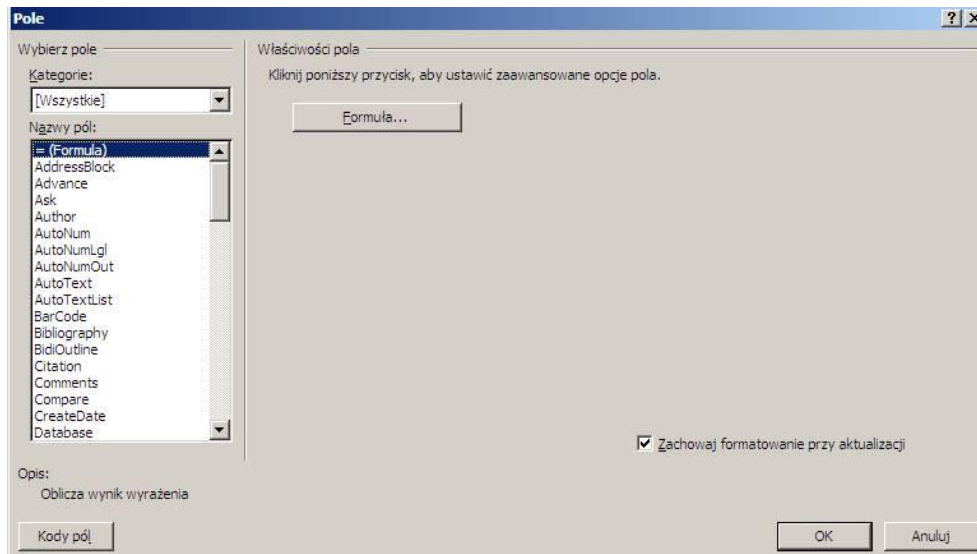 Pole
Wybierz pole
Kategorie:
[Wszystkie]
Nazwy pól:
= (Formula)
AddressBlock
Advance
Ask
Author
AutoNum
AutoNumLgl
AutoNumOut
AutoText
AutoTextList
BarCode
Bibliography
BidiOutline
Citation
Comments
Compare
CreateDate
Database
Opis:
Oblicza wynik wyrażenia
Kody pól
Właściwości pola
Kliknij poniższy przycisk, aby ustawić zaawansowane opcje pola.
Formuła...
Zachowaj formatowanie przy aktualizacji
OK
Anuluj